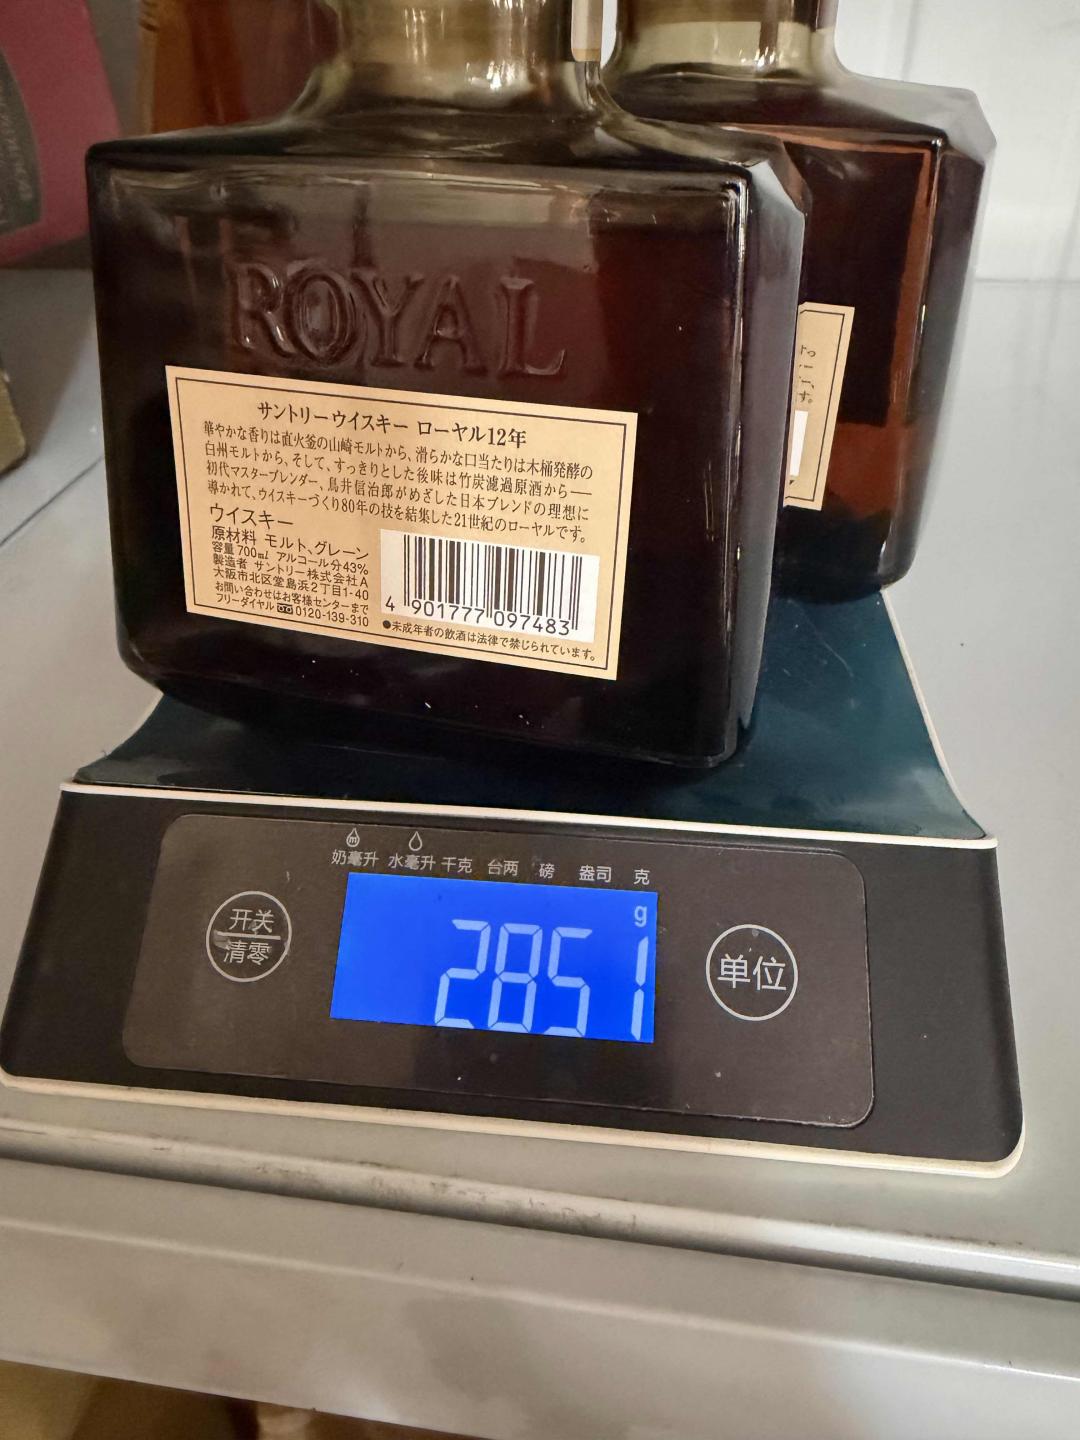 ROYAL
サントリーウイスキー ローヤル12年
華やかな香りは直火釜の山崎モルトから、滑らかな口当たりは木桶発酵の
白州モルトから、そして、すっきりとした後味は竹炭濾過原酒から——
初代マスターブレンダー、鳥井信治郎がめざした日本ブレンドの理想に
導かれて、ウイスキーづくり80年の技を結集した21世紀のローヤルです。
ウイスキー
原材料 モルト、グレーン
容量 700ml アルコール分43%
製造者 サントリー株式会社A
大阪市北区堂島浜2丁目1-40
お問い合わせはお客様センターまで
フリーダイヤル 0120-139-310
4 901777 097483
●未成年者の飲酒は法律で禁じられています。
奶毫升 水毫升 千克 台两 磅 盎司 克
g
2851
开关
清零
单位